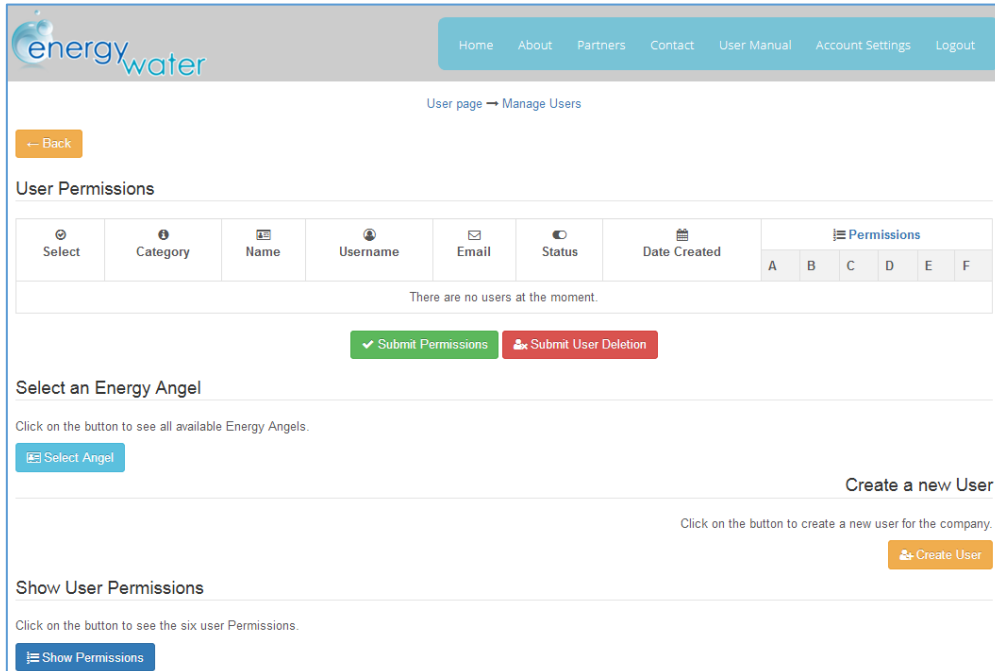 energy
water
Home About Partners Contact User Manual Account Settings Logout
User page → Manage Users
← Back
User Permissions
Select Category Name Username Email Status Date Created Permissions
A B C D E F
There are no users at the moment.
Submit Permissions Submit User Deletion
Select an Energy Angel
Click on the button to see all available Energy Angels.
Select Angel
Create a new User
Click on the button to create a new user for the company.
Create User
Show User Permissions
Click on the button to see the six user Permissions.
Show Permissions